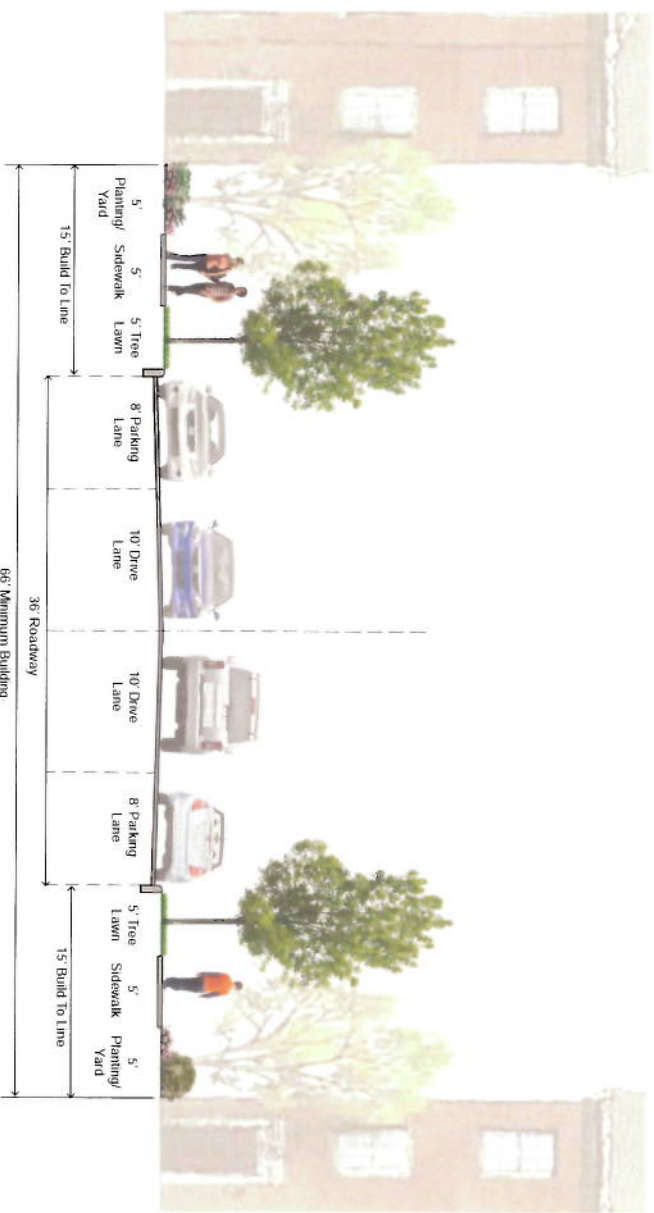 5'
Planting/
Yard
5'
Sidewalk
5' Tree
Lawn
8' Parking
Lane
10' Drive
Lane
10' Drive
Lane
8' Parking
Lane
5' Tree
Lawn
5'
Sidewalk
5'
Planting/
Yard
15' Build To Line
15' Build To Line
36' Roadway
66' Minimum Building